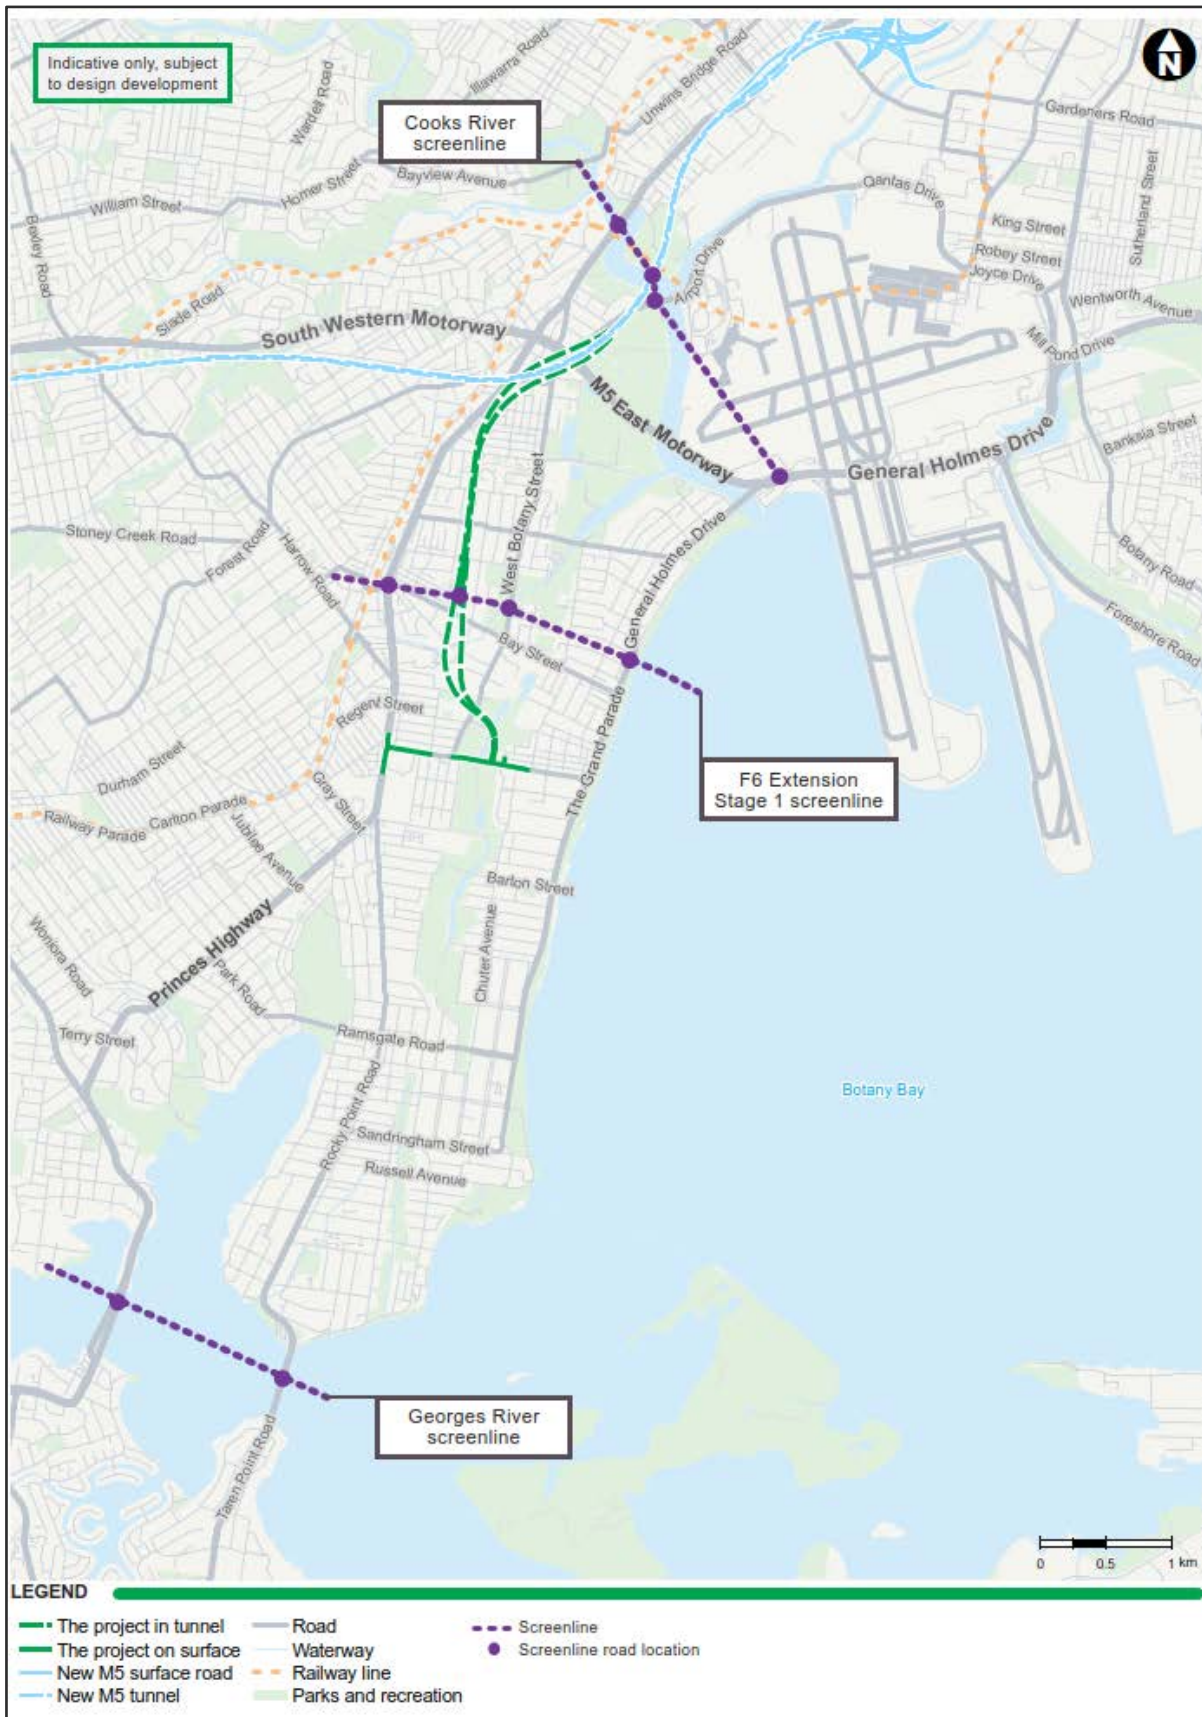 Indicative only, subject
to design development
N
Illawarra Road
Wardell Road
Unwins Bridge Road
Cooks River
screenline
Gardeners Road
Bayview Avenue
Homer Street
William Street
Qantas Drive
Sutherland Street
Bexley Road
King Street
Robey Street
Joyce Drive
Airport Drive
Wentworth Avenue
Slade Road
South Western Motorway
Mill Pond Drive
M5 East Motorway
General Holmes Drive
Banksia Street
West Botany Street
Stoney Creek Road
Forest Road
Harrow Road
General Holmes Drive
Botany Road
Foreshore Road
Bay Street
Regent Street
The Grand Parade
F6 Extension
Stage 1 screenline
Durham Street
Gray Street
Carlton Parade
Railway Parade
Jubilee Avenue
Barton Street
Chuter Avenue
Princes Highway
Woniora Road
Park Road
Terry Street
Ramsgate Road
Rocky Point Road
Botany Bay
Sandringham Street
Russell Avenue
Georges River
screenline
Taren Point Road
0 0.5 1 km
LEGEND
The project in tunnel
The project on surface
New M5 surface road
New M5 tunnel
Road
Waterway
Railway line
Parks and recreation
Screenline
Screenline road location